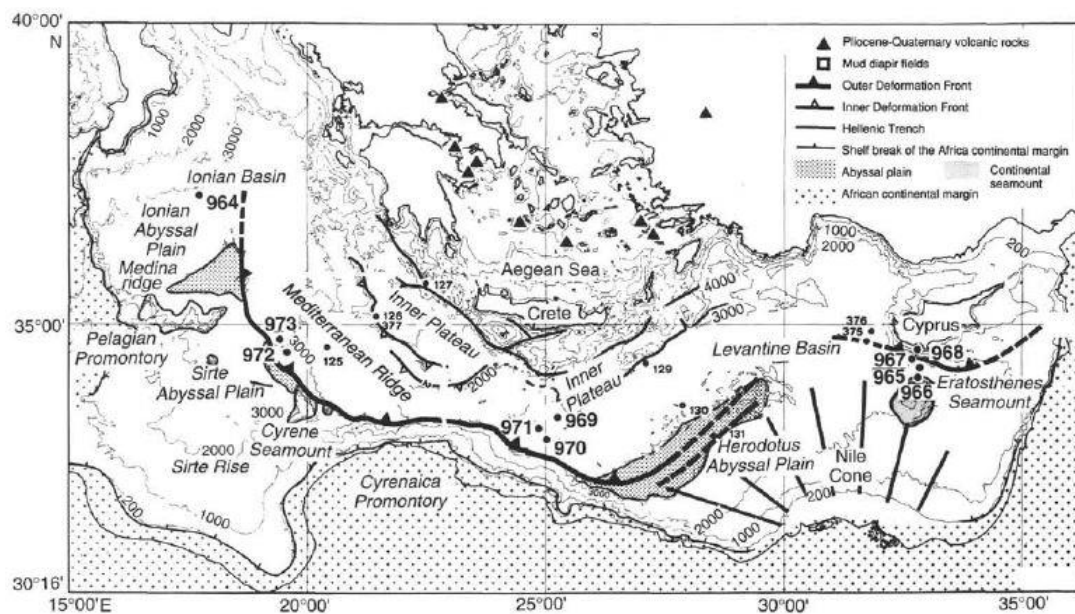 40°00'
N
35°00'
30°16'
15°00'E
20°00'
25°00'
30°00'
35°00'
Pliocene-Quaternary volcanic rocks
Mud diapir fields
Outer Deformation Front
Inner Deformation Front
Hellenic Trench
Shelf break of the Africa continental margin
Abyssal plain
Continental
seamount
African continental margin
1000
2000
3000
Ionian Basin
964
Ionian
Abyssal
Plain
Medina
ridge
Pelagian
Promontory
973
972
3000
Sirte
Abyssal Plain
125
126
377
127
Mediterranean Ridge
Inner Plateau
2000
Aegean Sea
Crete
4000
3000
Inner
Plateau
129
1000
2000
200
376
375
Cyprus
Levantine Basin
967
968
965
966
Eratosthenes
Seamount
3000
Cyrene
Seamount
2000
Sirte Rise
200
1000
Cyrenaica
Promontory
971
969
970
130
131
Herodotus
Abyssal Plain
3000
2000
1000
Nile
Cone
200